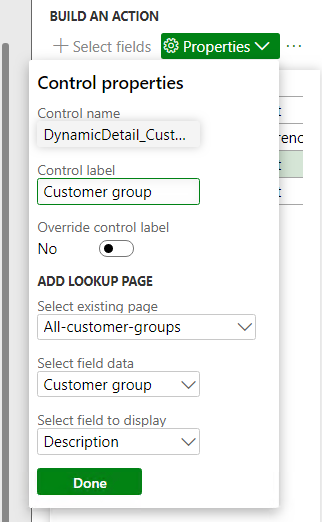 BUILD AN ACTION
+ Select fields
Properties
...
Control properties
Control name
DynamicDetail_Cust...
Control label
Customer group
Override control label
No
ADD LOOKUP PAGE
Select existing page
All-customer-groups
Select field data
Customer group
Select field to display
Description
Done